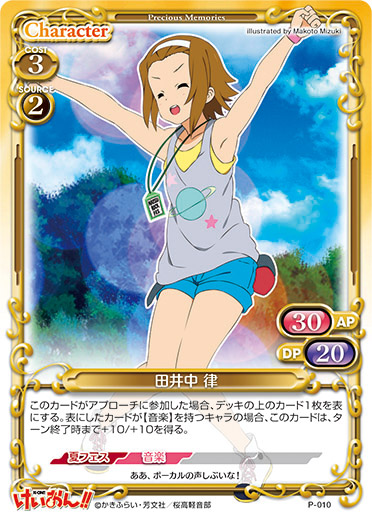 Precious Memories
Character
illustrated by Makoto Mizuki
COST
3
SOURCE
2
30 AP
DP 20
田井中 律
このカードがアプローチに参加した場合、デッキの上のカード1枚を表
にする。表にしたカードが【音楽】を持つキャラの場合、このカードは、タ
ーン終了時まで+10/+10を得る。
夏フェス 音楽
ああ、ボーカルの声しぶいな！
けいおん!!
©かきふらい・芳文社／桜高軽音部
P-010